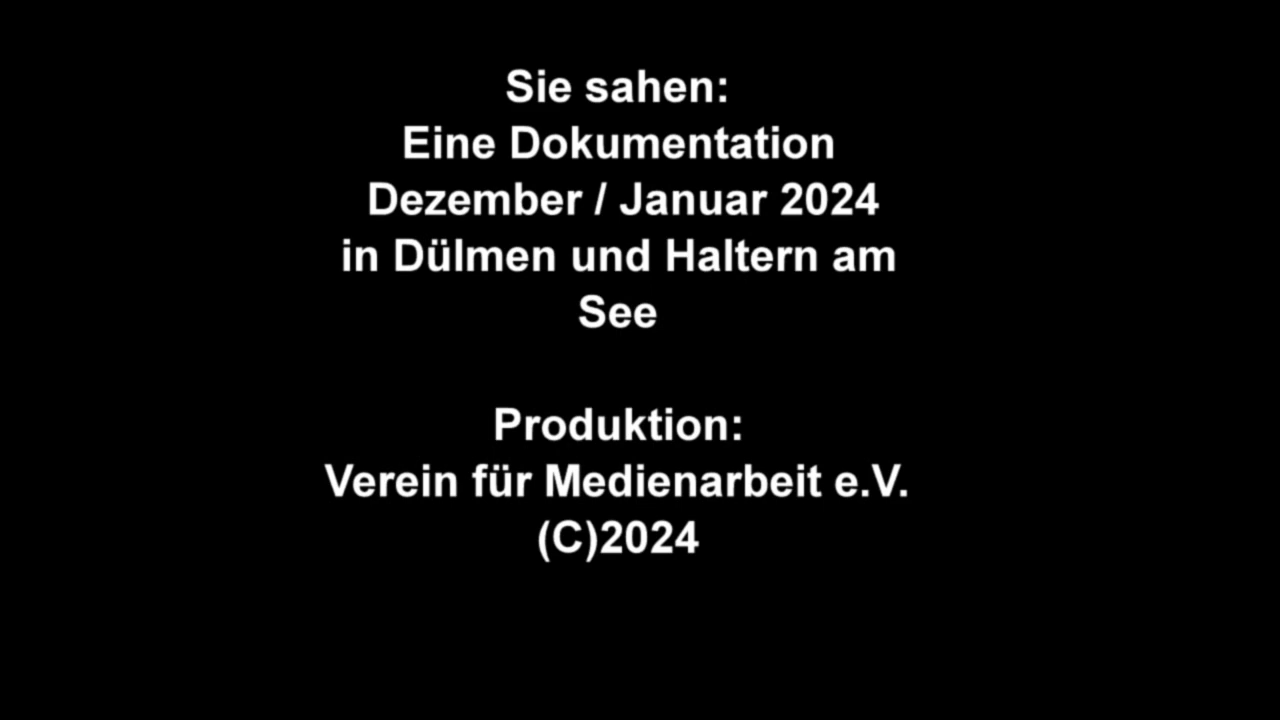 Sie sahen:
Eine Dokumentation
Dezember / Januar 2024
in Dülmen und Haltern am
See
Produktion:
Verein für Medienarbeit e.V.
(C)2024